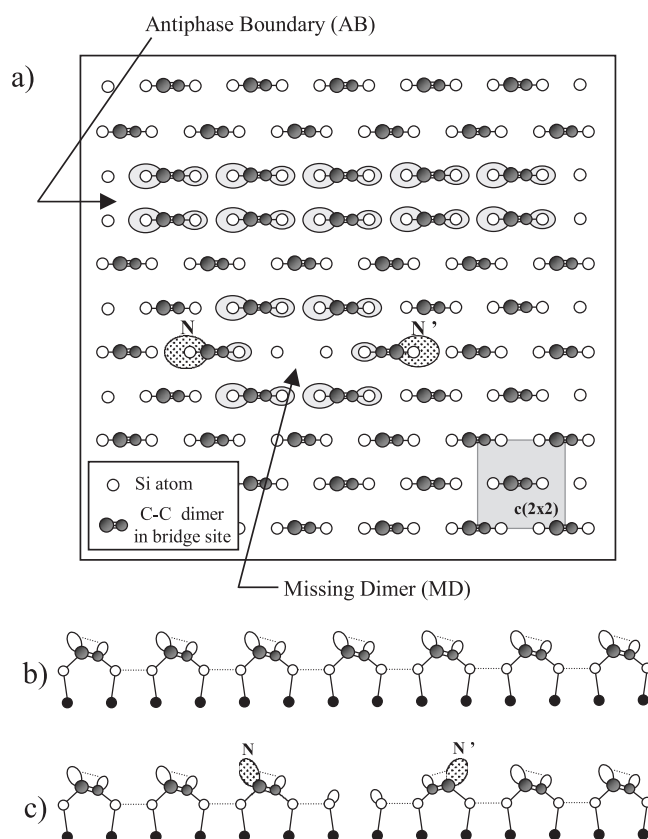 Antiphase Boundary (AB)
a)
N
N’
Si atom
C-C dimer
in bridge site
c(2x2)
Missing Dimer (MD)
b)
N
N’
c)